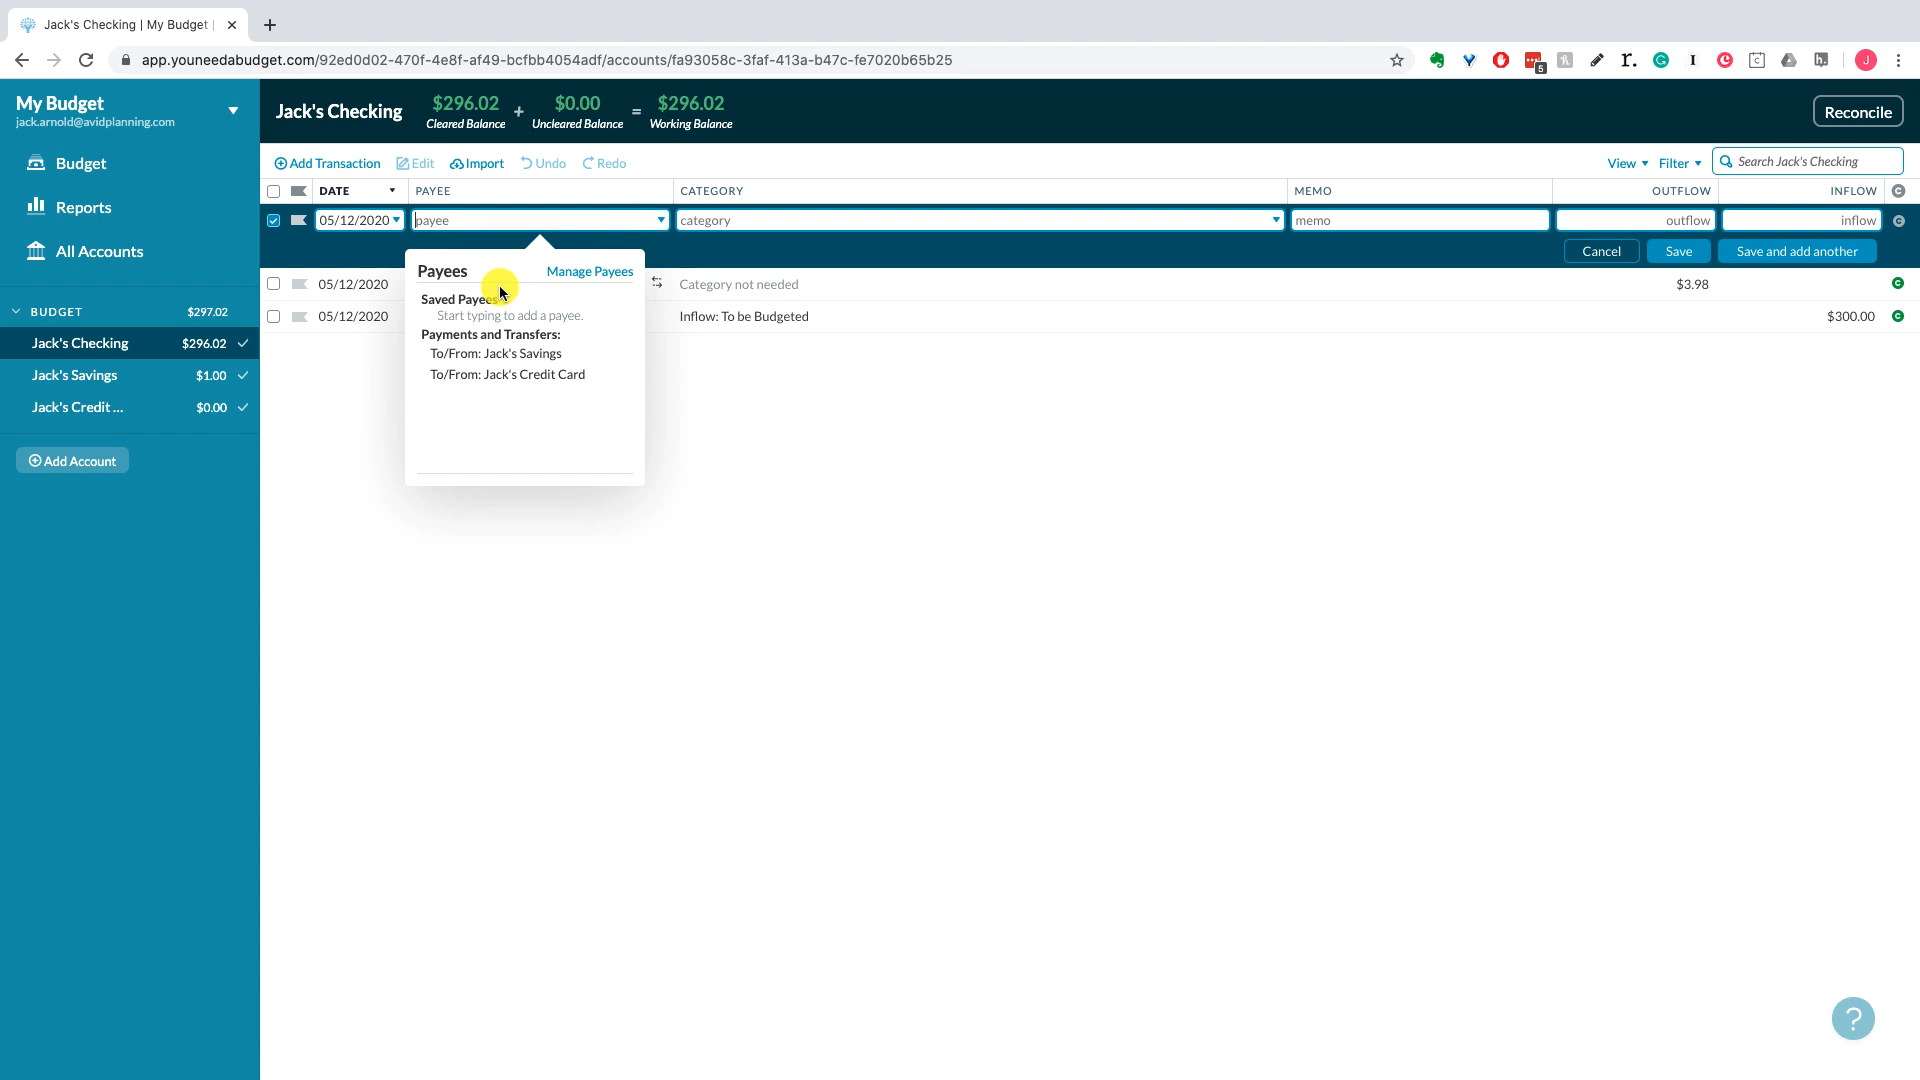 Jack's Checking | My Budget |
app.youneedabudget.com/92ed0d02-470f-4e8f-af49-bcfbb4054adf/accounts/fa93058c-3faf-413a-b47c-fe7020b65b25
5
J
My Budget
jack.arnold@avidplanning.com
Budget
Reports
All Accounts
BUDGET $297.02
Jack's Checking $296.02
Jack's Savings $1.00
Jack's Credit ... $0.00
Add Account
Jack's Checking
$296.02 + $0.00 = $296.02
Cleared Balance Uncleared Balance Working Balance
Reconcile
Add Transaction Edit Import Undo Redo
View Filter Search Jack's Checking
DATE PAYEE CATEGORY MEMO OUTFLOW INFLOW C
05/12/2020 payee category memo outflow inflow C
Cancel Save Save and add another
05/12/2020 Category not needed $3.98 C
05/12/2020 Inflow: To be Budgeted $300.00 C
Payees Manage Payees
Saved Payees
Start typing to add a payee.
Payments and Transfers:
To/From: Jack's Savings
To/From: Jack's Credit Card
?